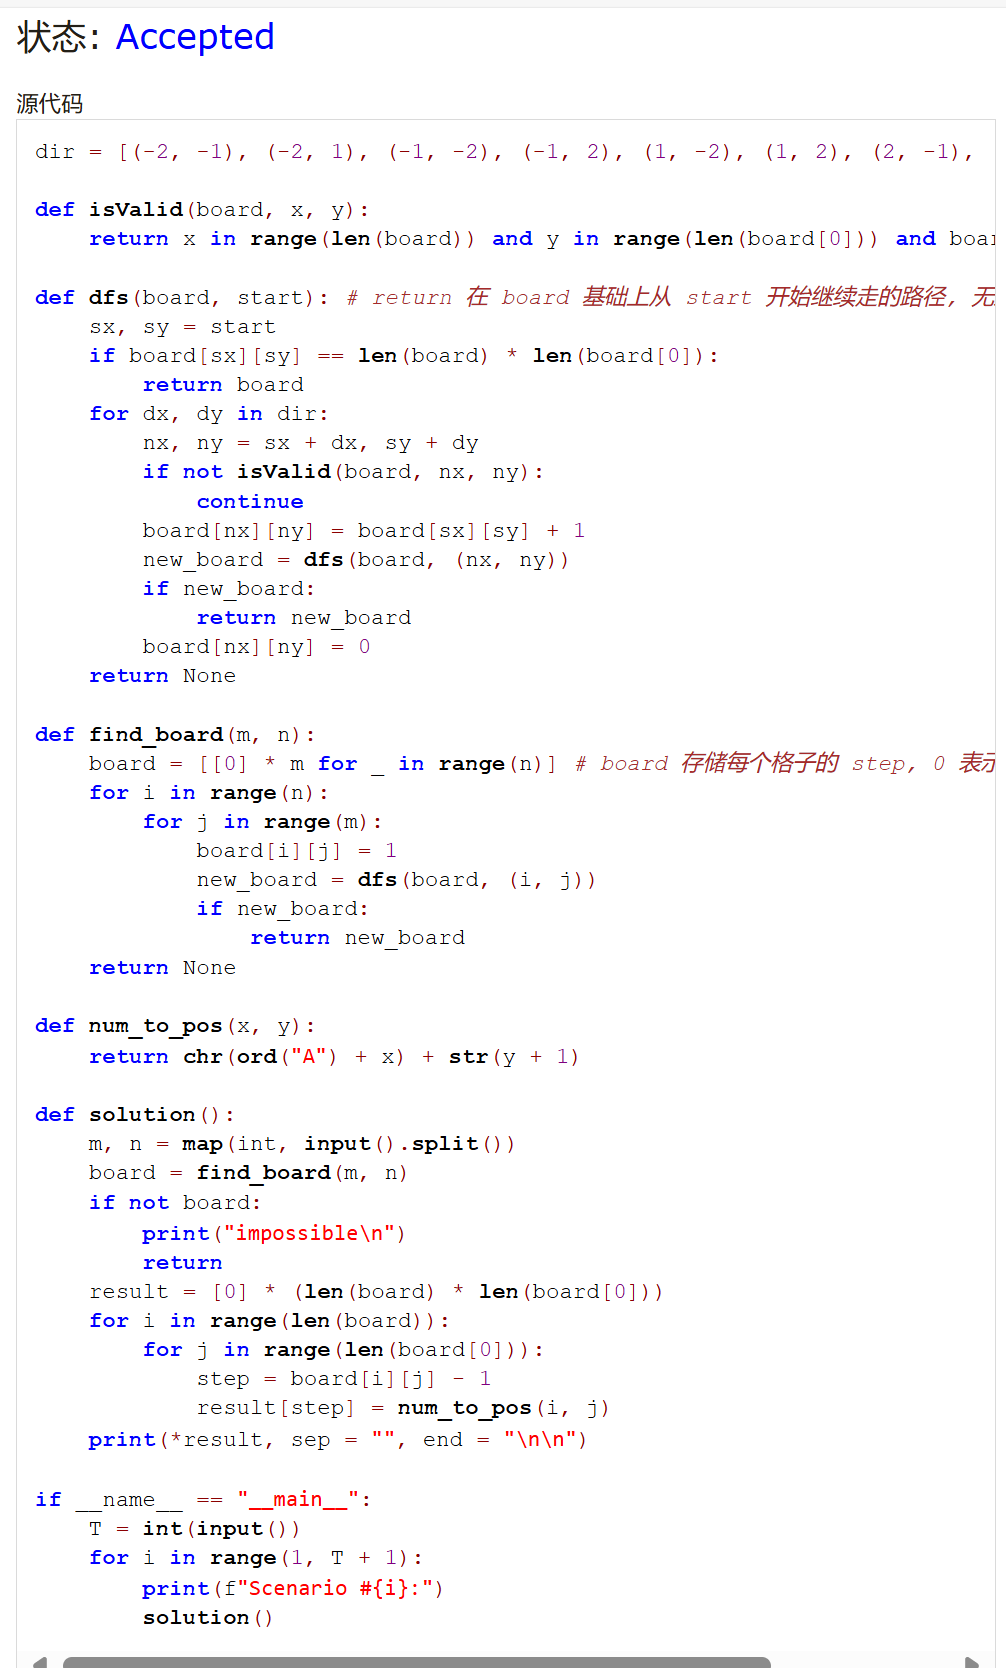 状态: Accepted
源代码
dir = [(-2, -1), (-2, 1), (-1, -2), (-1, 2), (1, -2), (1, 2), (2, -1),
def isValid(board, x, y):
    return x in range(len(board)) and y in range(len(board[0])) and boar
def dfs(board, start): # return 在 board 基础上从 start 开始继续走的路径, 无
    sx, sy = start
    if board[sx][sy] == len(board) * len(board[0]):
        return board
    for dx, dy in dir:
        nx, ny = sx + dx, sy + dy
        if not isValid(board, nx, ny):
            continue
        board[nx][ny] = board[sx][sy] + 1
        new_board = dfs(board, (nx, ny))
        if new_board:
            return new_board
        board[nx][ny] = 0
    return None
def find_board(m, n):
    board = [[0] * m for _ in range(n)] # board 存储每个格子的 step, 0 表示
    for i in range(n):
        for j in range(m):
            board[i][j] = 1
            new_board = dfs(board, (i, j))
            if new_board:
                return new_board
    return None
def num_to_pos(x, y):
    return chr(ord("A") + x) + str(y + 1)
def solution():
    m, n = map(int, input().split())
    board = find_board(m, n)
    if not board:
        print("impossible\n")
        return
    result = [0] * (len(board) * len(board[0]))
    for i in range(len(board)):
        for j in range(len(board[0])):
            step = board[i][j] - 1
            result[step] = num_to_pos(i, j)
    print(*result, sep = "", end = "\n\n")
if __name__ == "__main__":
    T = int(input())
    for i in range(1, T + 1):
        print(f"Scenario #{i}:")
        solution()